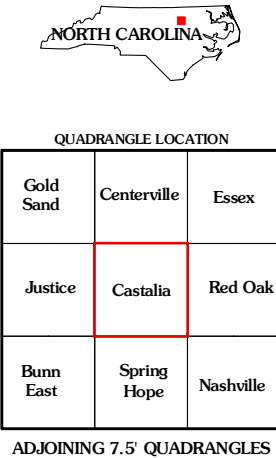 NORTH CAROLINA
QUADRANGLE LOCATION
Gold
Sand
Centerville
Essex
Justice
Castalia
Red Oak
Bunn
East
Spring
Hope
Nashville
ADJOINING 7.5' QUADRANGLES